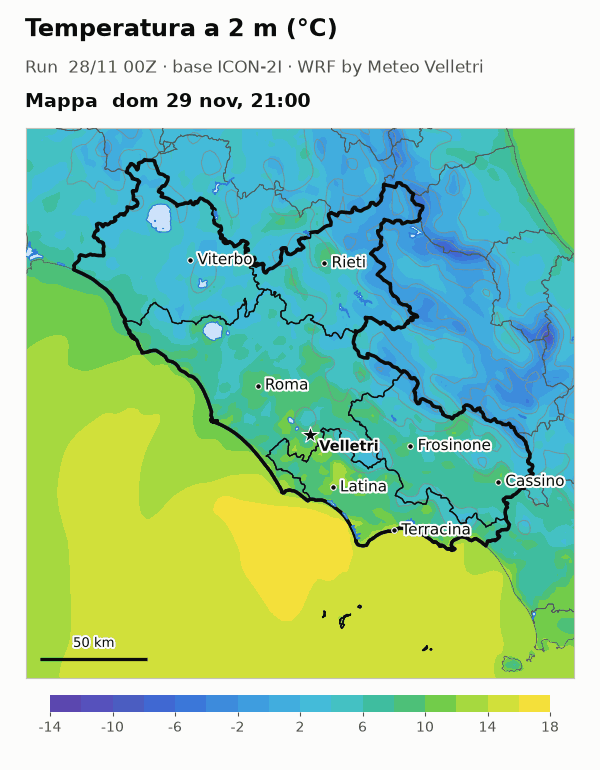 Temperatura a 2 m (°C)
Run 28/11 00Z · base ICON-2I · WRF by Meteo Velletri
Mappa dom 29 nov, 21:00
Viterbo
Rieti
Roma
Velletri
Frosinone
Cassino
Latina
Terracina
50 km
-14 -10 -6 -2 2 6 10 14 18